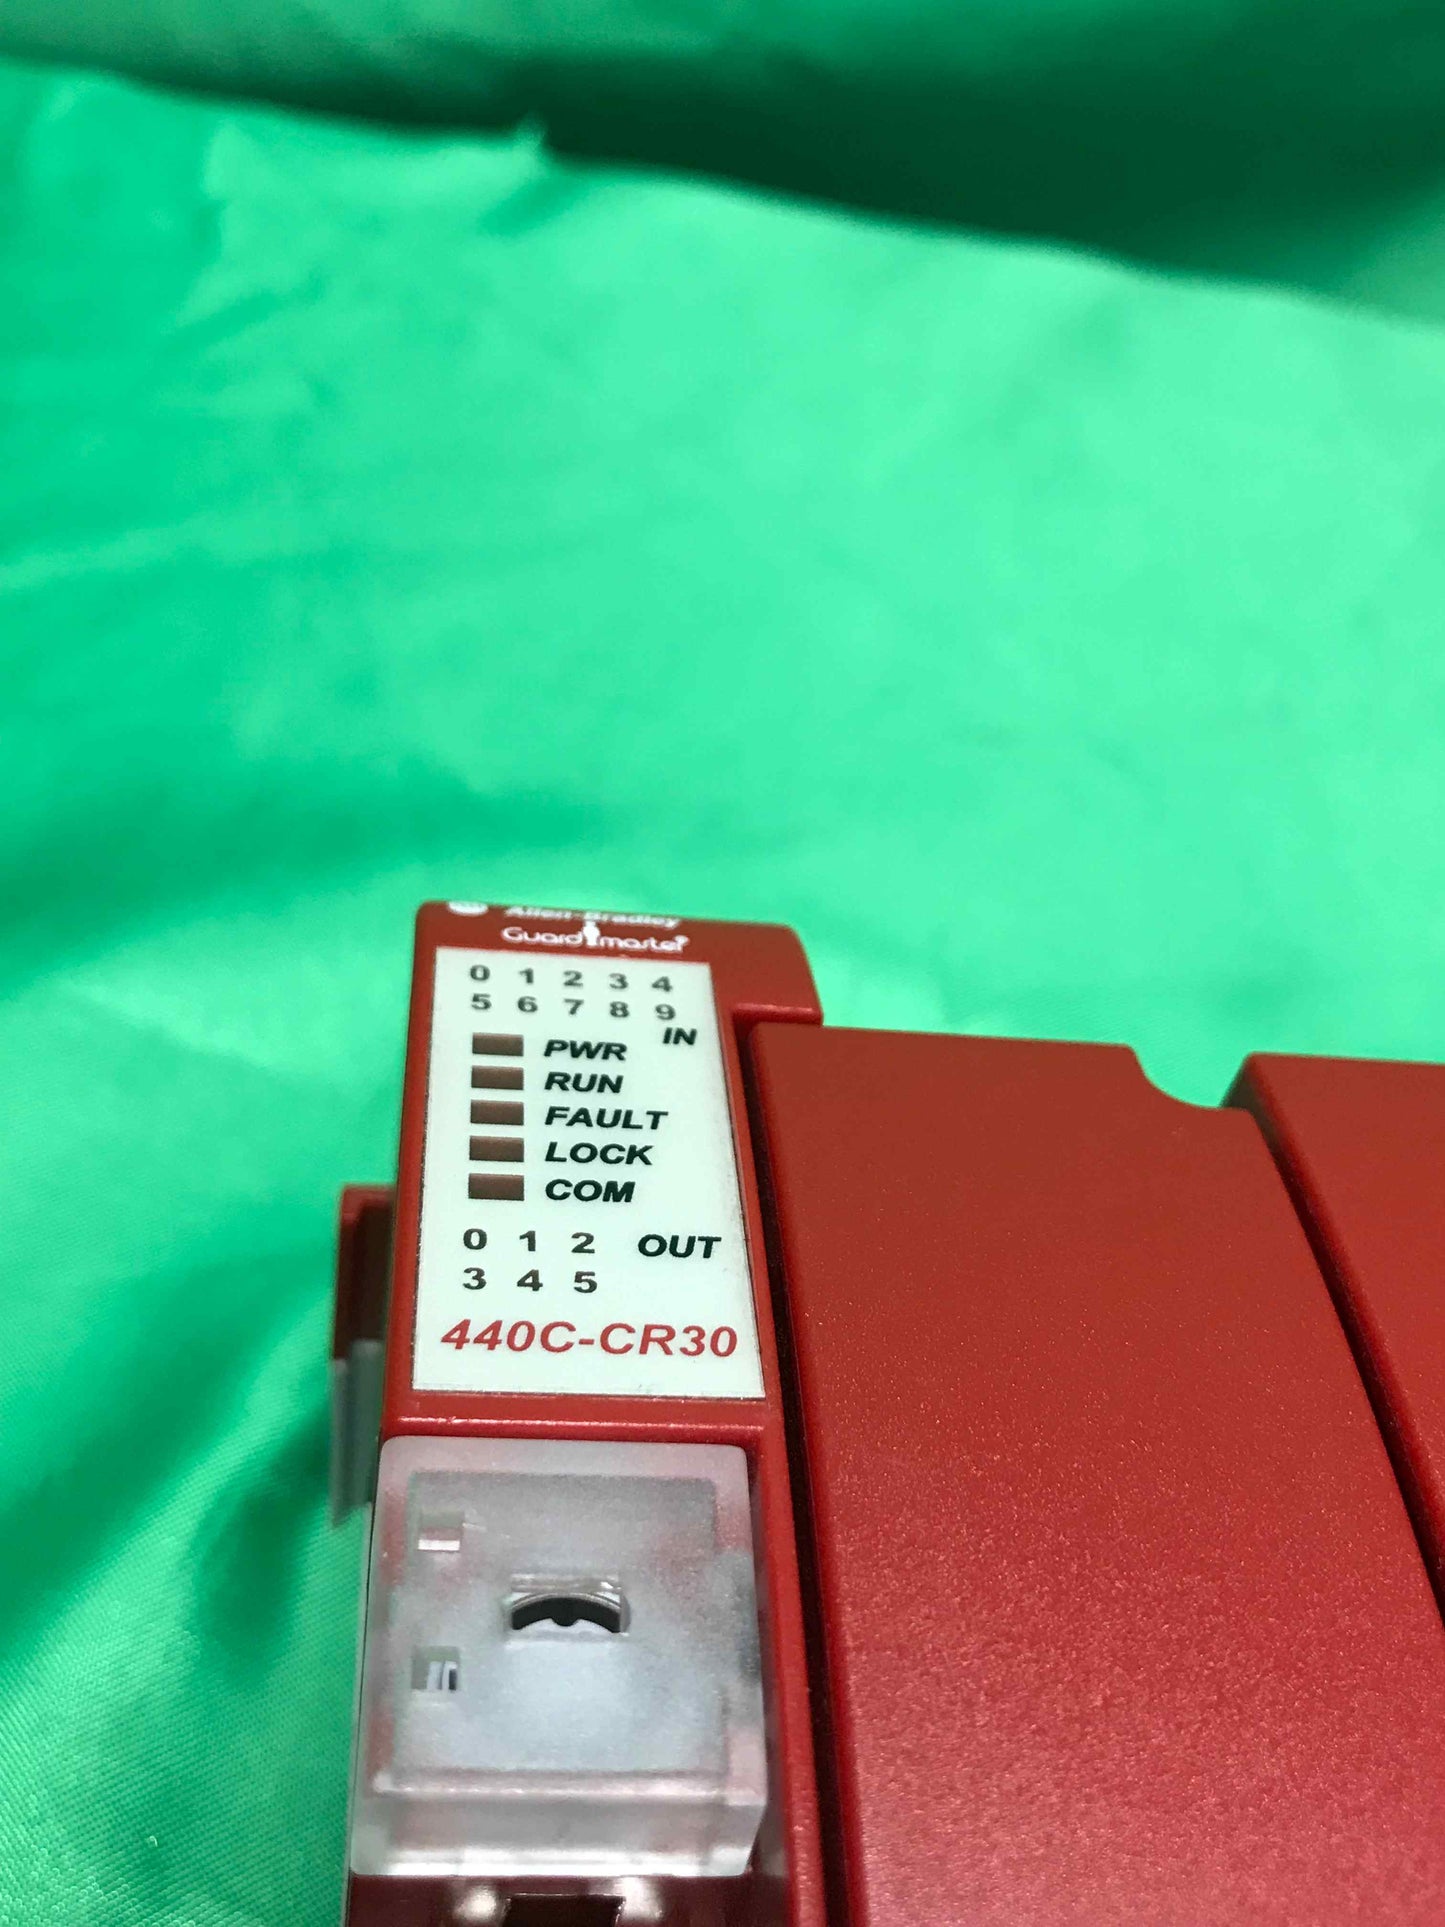 Allen-Bradley
Guardmaster
0 1 2 3 4
5 6 7 8 9
IN
PWR
RUN
FAULT
LOCK
COM
0 1 2 OUT
3 4 5
440C-CR30